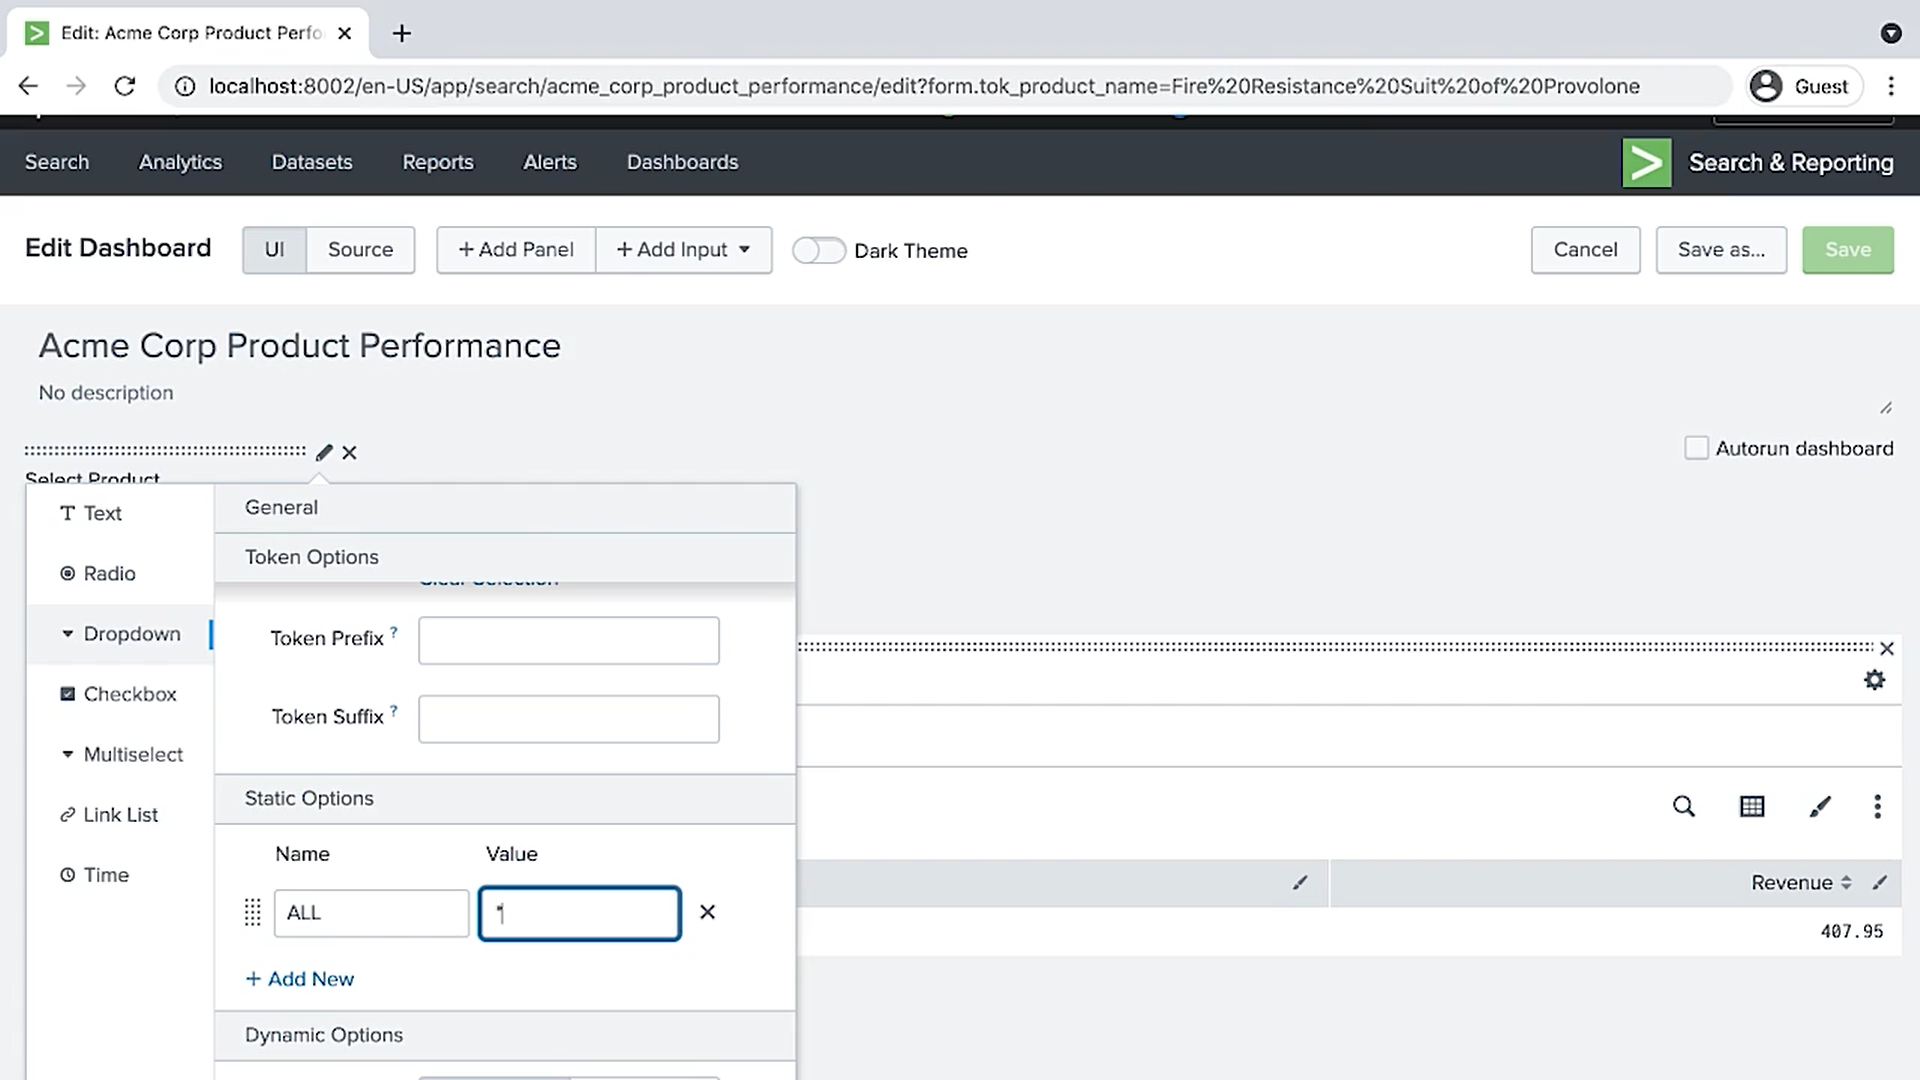 Edit: Acme Corp Product Perfo
localhost:8002/en-US/app/search/acme_corp_product_performance/edit?form.tok_product_name=Fire%20Resistance%20Suit%20of%20Provolone
Guest
Search Analytics Datasets Reports Alerts Dashboards
Search & Reporting
Edit Dashboard UI Source + Add Panel + Add Input Dark Theme Cancel Save as... Save
Acme Corp Product Performance
No description
Autorun dashboard
Select Product
Text
Radio
Dropdown
Checkbox
Multiselect
Link List
Time
General
Token Options
Clear Selection
Token Prefix ?
Token Suffix ?
Static Options
Name Value
ALL *
+ Add New
Dynamic Options
Revenue
407.95